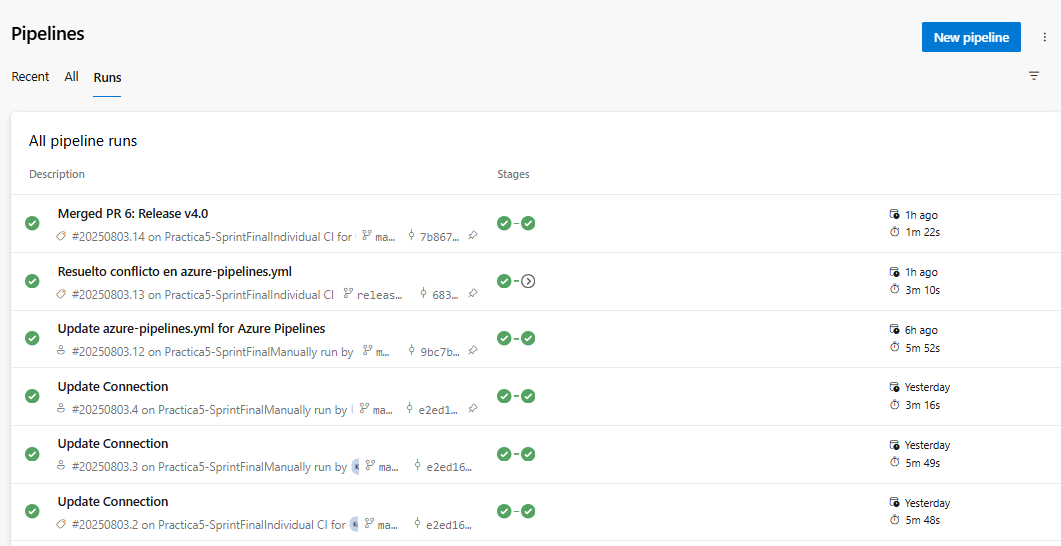 Pipelines
New pipeline
Recent All Runs
All pipeline runs
Description Stages
Merged PR 6: Release v4.0
#20250803.14 on Practica5-SprintFinalIndividual CI for ma... 7b867...
1h ago
1m 22s
Resuelto conflicto en azure-pipelines.yml
#20250803.13 on Practica5-SprintFinalIndividual CI releas... 683...
1h ago
3m 10s
Update azure-pipelines.yml for Azure Pipelines
#20250803.12 on Practica5-SprintFinalManually run by m... 9bc7b...
6h ago
5m 52s
Update Connection
#20250803.4 on Practica5-SprintFinalManually run by ma... e2ed1...
Yesterday
3m 16s
Update Connection
#20250803.3 on Practica5-SprintFinalManually run by ma... e2ed16...
Yesterday
5m 49s
Update Connection
#20250803.2 on Practica5-SprintFinalIndividual CI for ma... e2ed16...
Yesterday
5m 48s